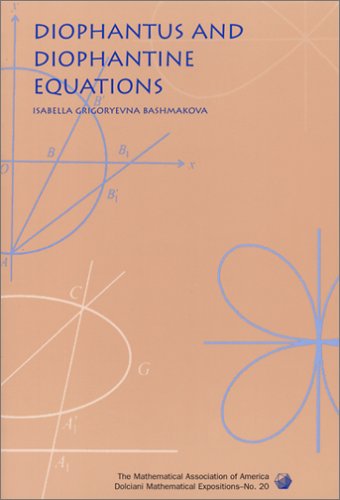 DIOPHANTUS AND
DIOPHANTINE
EQUATIONS
ISABELLA GRIGORYEVNA BASHMAKOVA
x
B'
O
B
B₁
x
B'₁
A
C
G
A'₁
A₁
The Mathematical Association of America
Dolciani Mathematical Expositions–No. 20